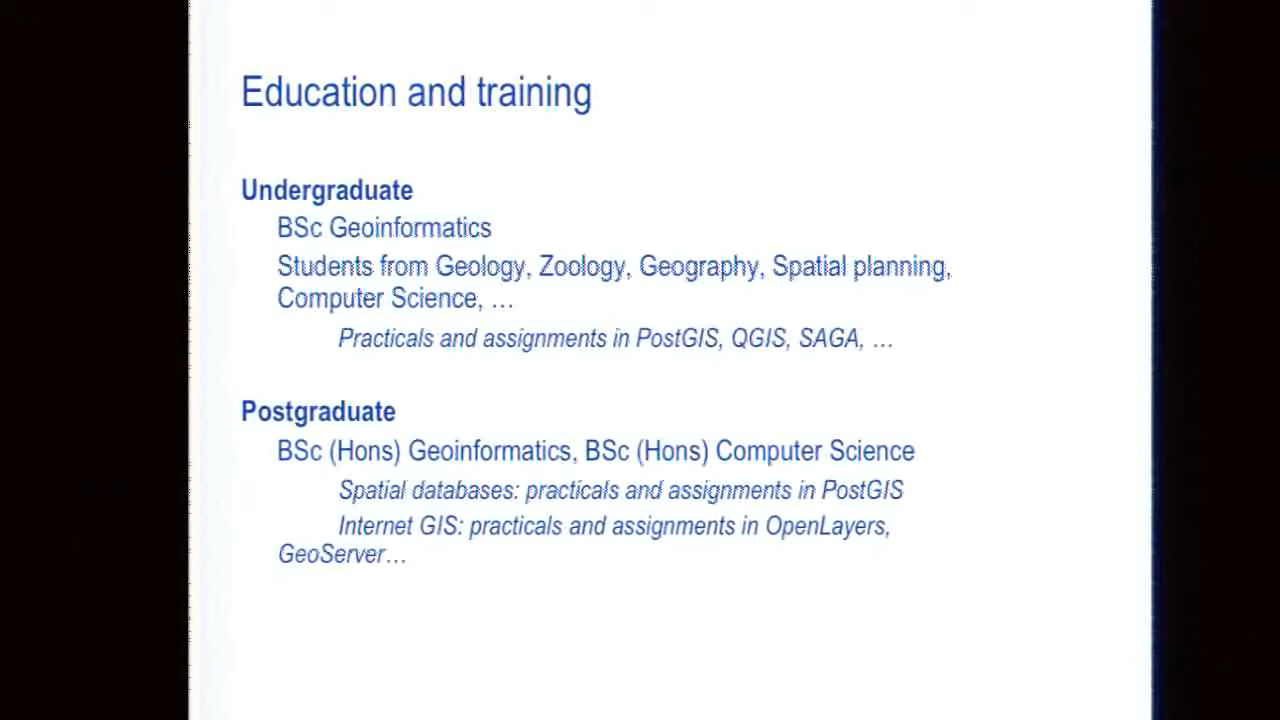 Education and training
Undergraduate
BSc Geoinformatics
Students from Geology, Zoology, Geography, Spatial planning,
Computer Science, …
Practicals and assignments in PostGIS, QGIS, SAGA, …
Postgraduate
BSc (Hons) Geoinformatics, BSc (Hons) Computer Science
Spatial databases: practicals and assignments in PostGIS
Internet GIS: practicals and assignments in OpenLayers,
GeoServer…